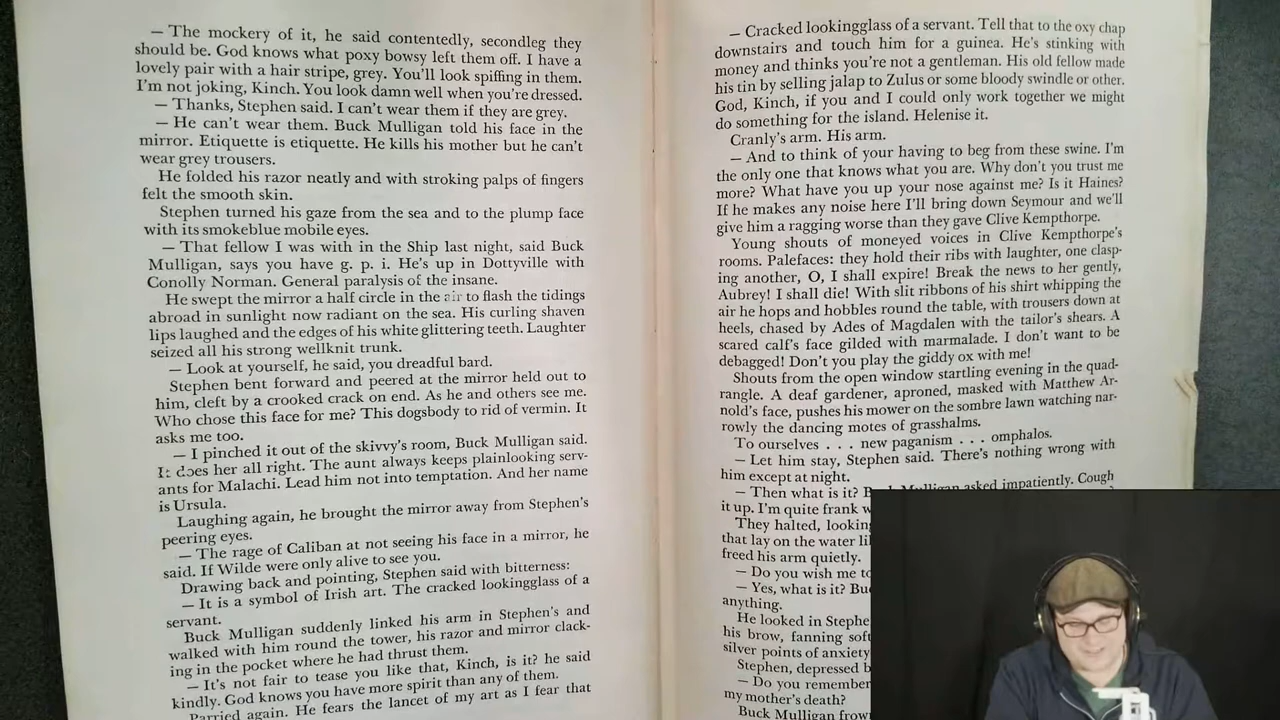 — The mockery of it, he said contentedly, secondleg they
should be. God knows what poxy bowsy left them off. I have a
lovely pair with a hair stripe, grey. You'll look spiffing in them.
I'm not joking, Kinch. You look damn well when you're dressed.
— Thanks, Stephen said. I can't wear them if they are grey.
— He can't wear them. Buck Mulligan told his face in the
mirror. Etiquette is etiquette. He kills his mother but he can't
wear grey trousers.
He folded his razor neatly and with stroking palps of fingers
felt the smooth skin.
Stephen turned his gaze from the sea and to the plump face
with its smokeblue mobile eyes.
— That fellow I was with in the Ship last night, said Buck
Mulligan, says you have g. p. i. He's up in Dottyville with
Conolly Norman. General paralysis of the insane.
He swept the mirror a half circle in the air to flash the tidings
abroad in sunlight now radiant on the sea. His curling shaven
lips laughed and the edges of his white glittering teeth. Laughter
seized all his strong wellknit trunk.
— Look at yourself, he said, you dreadful bard.
Stephen bent forward and peered at the mirror held out to
him, cleft by a crooked crack on end. As he and others see me.
Who chose this face for me? This dogsbody to rid of vermin. It
asks me too.
— I pinched it out of the skivvy's room, Buck Mulligan said.
It does her all right. The aunt always keeps plainlooking serv-
ants for Malachi. Lead him not into temptation. And her name
is Ursula.
Laughing again, he brought the mirror away from Stephen's
peering eyes.
— The rage of Caliban at not seeing his face in a mirror, he
said. If Wilde were only alive to see you.
Drawing back and pointing, Stephen said with bitterness:
— It is a symbol of Irish art. The cracked lookingglass of a
servant.
Buck Mulligan suddenly linked his arm in Stephen's and
walked with him round the tower, his razor and mirror clack-
ing in the pocket where he had thrust them.
— It's not fair to tease you like that, Kinch, is it? he said
kindly. God knows you have more spirit than any of them.
Parried again. He fears the lancet of my art as I fear that
— Cracked lookingglass of a servant. Tell that to the oxy chap
downstairs and touch him for a guinea. He's stinking with
money and thinks you're not a gentleman. His old fellow made
his tin by selling jalap to Zulus or some bloody swindle or other.
God, Kinch, if you and I could only work together we might
do something for the island. Helenise it.
Cranly's arm. His arm.
— And to think of your having to beg from these swine. I'm
the only one that knows what you are. Why don't you trust me
more? What have you up your nose against me? Is it Haines?
If he makes any noise here I'll bring down Seymour and we'll
give him a ragging worse than they gave Clive Kempthorpe.
Young shouts of moneyed voices in Clive Kempthorpe's
rooms. Palefaces: they hold their ribs with laughter, one clasp-
ing another, O, I shall expire! Break the news to her gently,
Aubrey! I shall die! With slit ribbons of his shirt whipping the
air he hops and hobbles round the table, with trousers down at
heels, chased by Ades of Magdalen with the tailor's shears. A
scared calf's face gilded with marmalade. I don't want to be
debagged! Don't you play the giddy ox with me!
Shouts from the open window startling evening in the quad-
rangle. A deaf gardener, aproned, masked with Matthew Ar-
nold's face, pushes his mower on the sombre lawn watching nar-
rowly the dancing motes of grasshalms.
To ourselves . . . new paganism . . . omphalos.
— Let him stay, Stephen said. There's nothing wrong with
him except at night.
— Then what is it? Buck Mulligan asked impatiently. Cough
it up. I'm quite frank
They halted,
that lay on the water
freed his arm quietly.
— Do you wish me
— Yes, what is it?
anything.
He looked in
his brow, fanning
silver points of anxiety
Stephen, depressed
— Do you remember
my mother's death?
Buck Mulligan